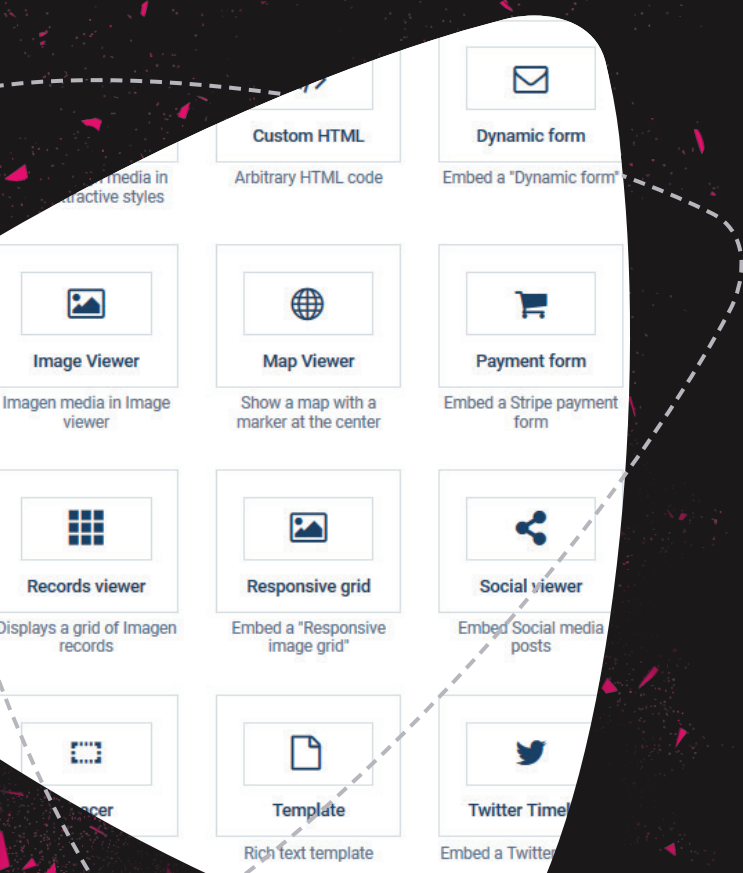 Custom HTML
Dynamic form
media in
Arbitrary HTML code
Embed a "Dynamic form"
styles
Image Viewer
Map Viewer
Payment form
Imagen media in Image
viewer
Show a map with a
marker at the center
Embed a Stripe payment
form
Records viewer
Responsive grid
Social viewer
Displays a grid of Imagen
records
Embed a "Responsive
image grid"
Embed Social media
posts
Template
Twitter
Rich text template
Embed a Twitter